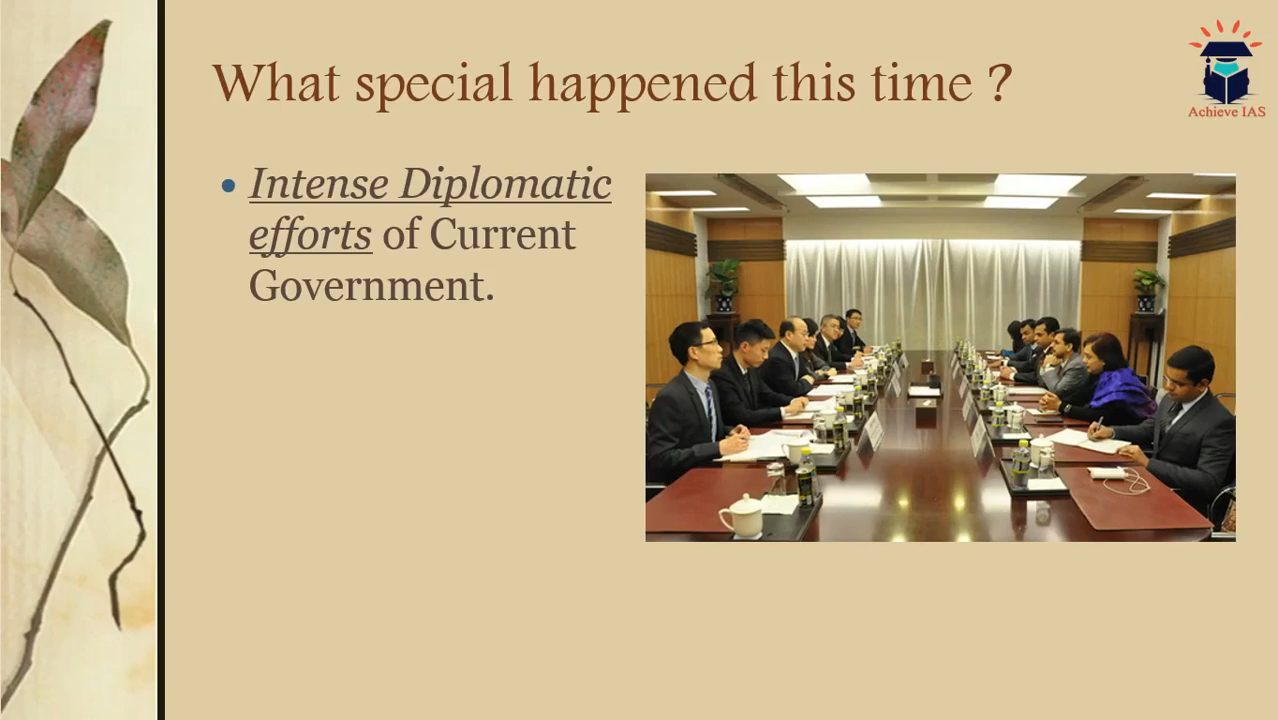 What special happened this time ?
Achieve IAS
• Intense Diplomatic
efforts of Current
Government.